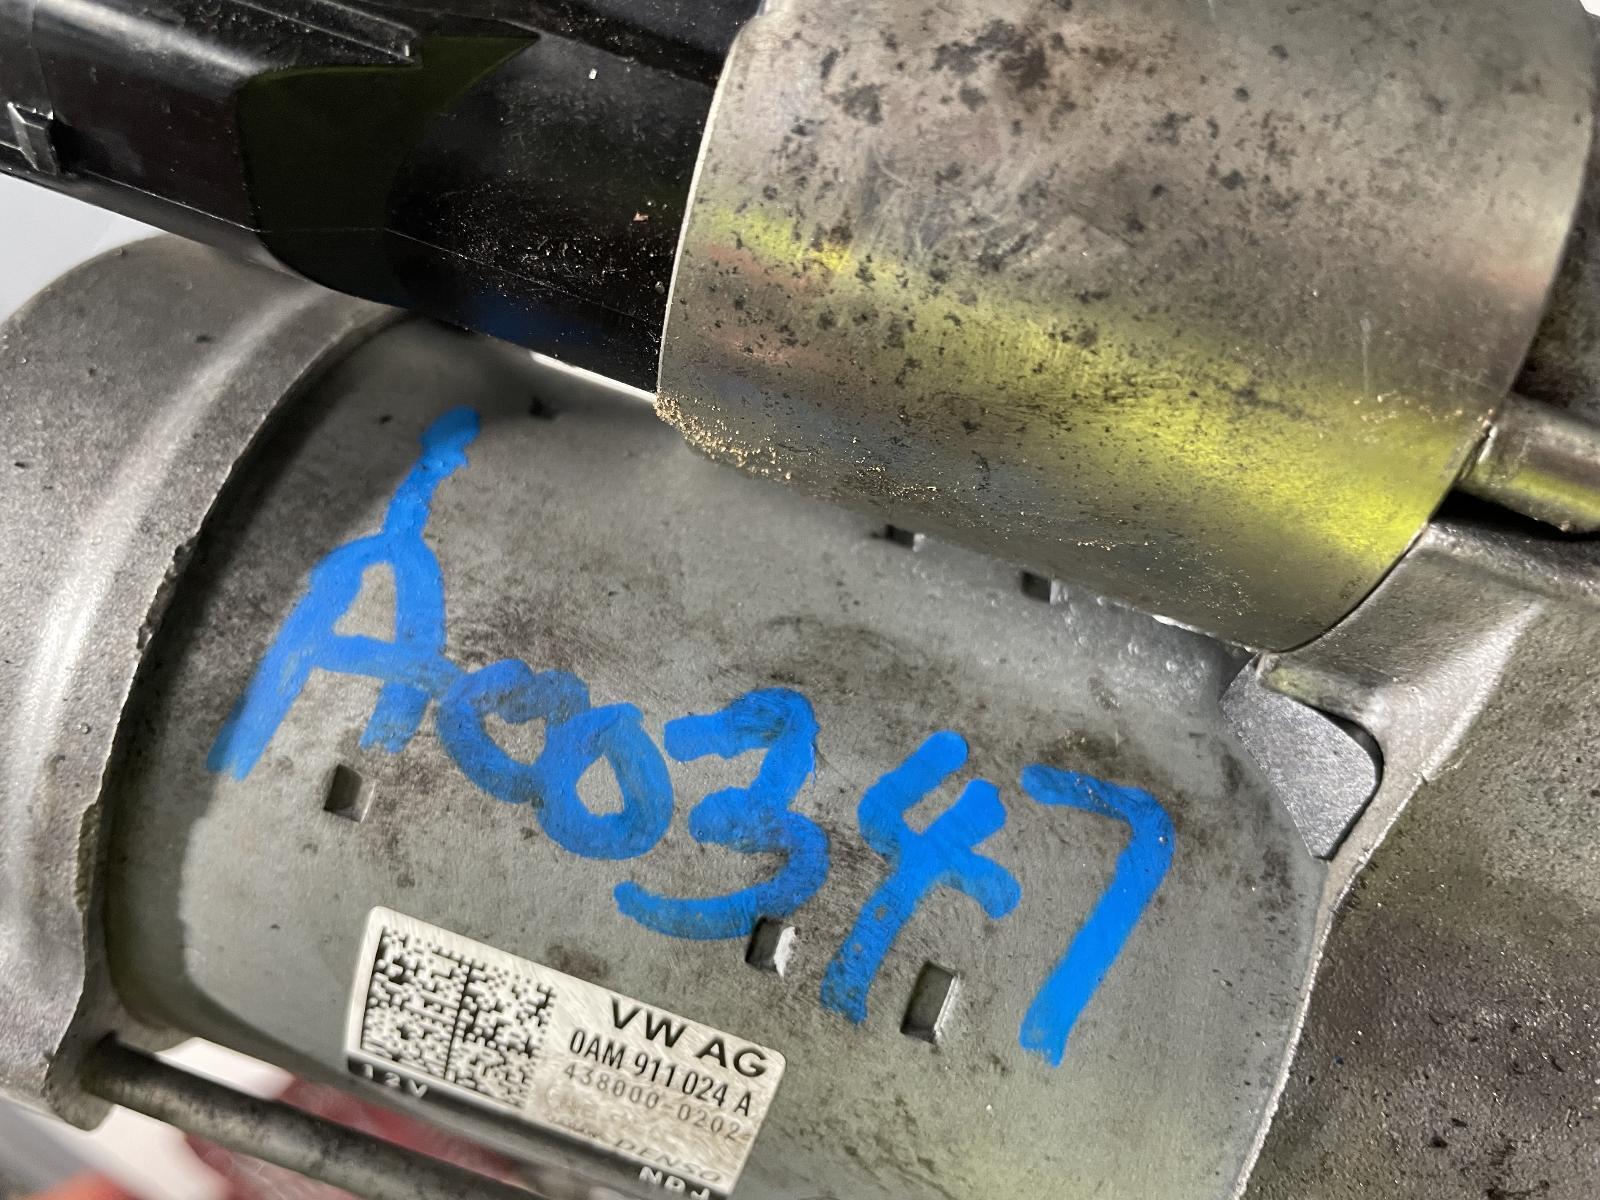 A00347
VW AG
0AM 911 024 A
438000-0202
12V
DENSO